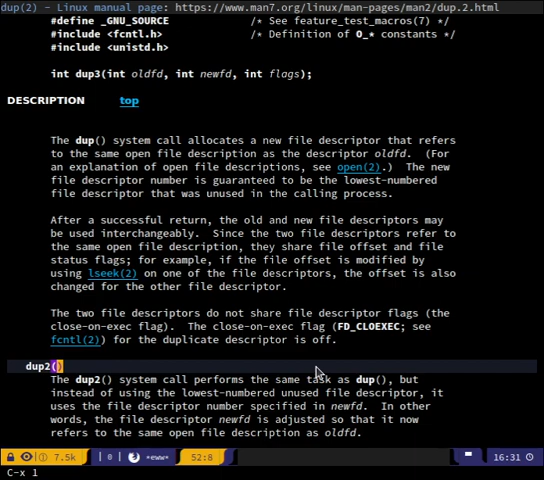 dup(2) - Linux manual page: https://www.man7.org/linux/man-pages/man2/dup.2.html
#define _GNU_SOURCE /* See feature_test_macros(7) */
#include <fcntl.h> /* Definition of O_* constants */
#include <unistd.h>
int dup3(int oldfd, int newfd, int flags);
DESCRIPTION top
The dup() system call allocates a new file descriptor that refers
to the same open file description as the descriptor oldfd. (For
an explanation of open file descriptions, see open(2).) The new
file descriptor number is guaranteed to be the lowest-numbered
file descriptor that was unused in the calling process.
After a successful return, the old and new file descriptors may
be used interchangeably. Since the two file descriptors refer to
the same open file description, they share file offset and file
status flags; for example, if the file offset is modified by
using lseek(2) on one of the file descriptors, the offset is also
changed for the other file descriptor.
The two file descriptors do not share file descriptor flags (the
close-on-exec flag). The close-on-exec flag (FD_CLOEXEC; see
fcntl(2)) for the duplicate descriptor is off.
dup2()
The dup2() system call performs the same task as dup(), but
instead of using the lowest-numbered unused file descriptor, it
uses the file descriptor number specified in newfd. In other
words, the file descriptor newfd is adjusted so that it now
refers to the same open file description as oldfd.
7.5k | 0 | *eww* 52:8 16:31
C-x 1